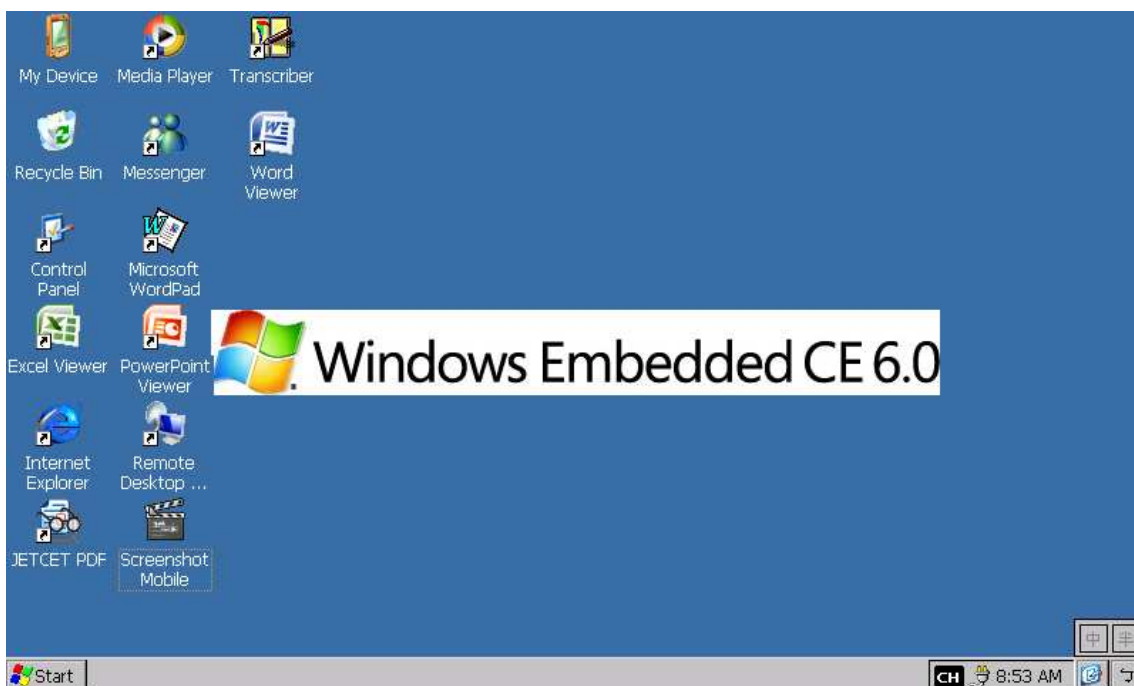 My Device
Media Player
Transcriber
Recycle Bin
Messenger
Word
Viewer
Control
Panel
Microsoft
WordPad
Excel Viewer
PowerPoint
Viewer
Windows Embedded CE 6.0
Internet
Explorer
Remote
Desktop ...
JETCET PDF
Screenshot
Mobile
中 半
Start
CH 8:53 AM ㄅ